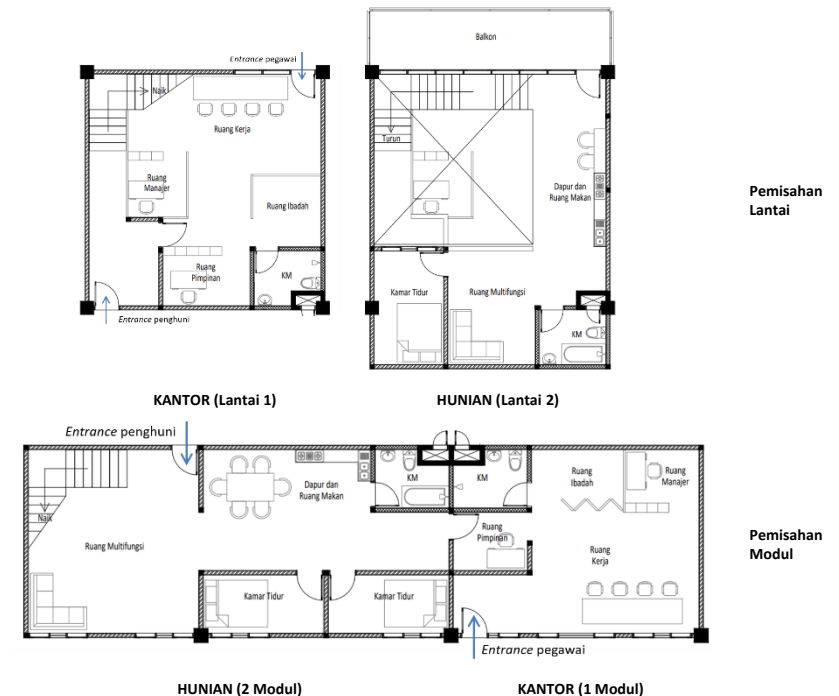 Balkon
Entrance pegawai
Naik
Ruang Kerja
Turun
Ruang
Manajer
Dapur dan
Ruang Makan
Pemisahan
Lantai
Ruang Ibadah
Ruang
Pimpinan
KM
Kamar Tidur
Ruang Multifungsi
Entrance penghuni
KM
KANTOR (Lantai 1)
HUNIAN (Lantai 2)
Entrance penghuni
Dapur dan
Ruang Makan
KM
KM
Ruang
Ibadah
Ruang
Manajer
Naik
Ruang Multifungsi
Ruang
Pimpinan
Ruang
Kerja
Pemisahan
Modul
Kamar Tidur
Kamar Tidur
Entrance pegawai
HUNIAN (2 Modul)
KANTOR (1 Modul)